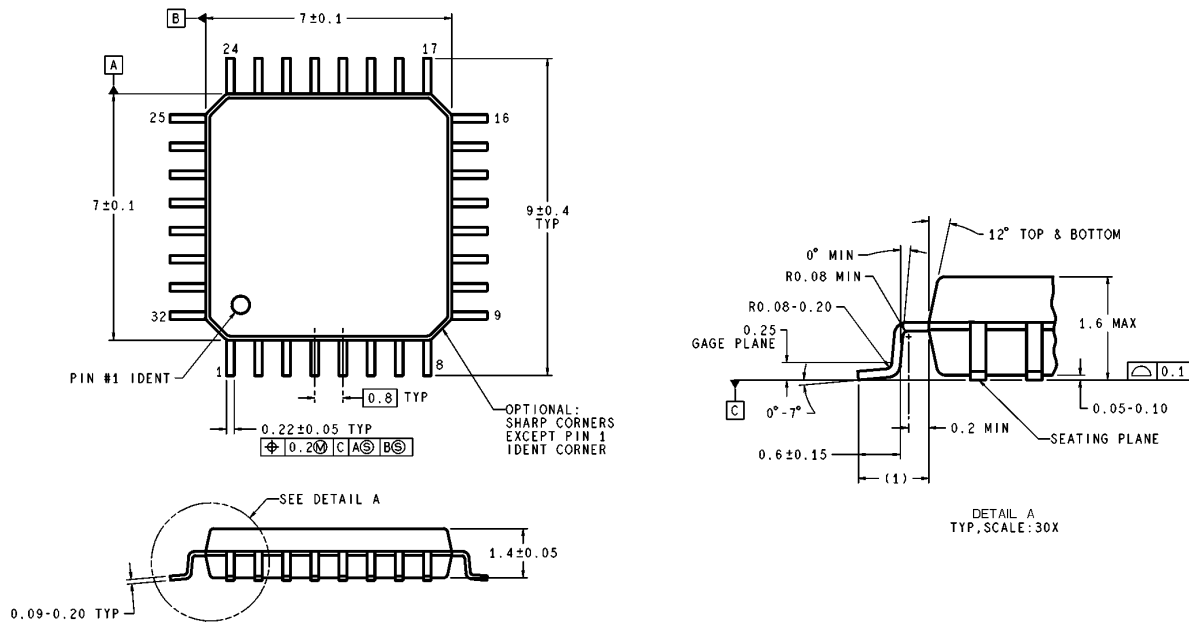 B
7±0.1
24
17
A
25
16
7±0.1
9±0.4
TYP
32
9
PIN #1 IDENT
1
8
0.8 TYP
0.22±0.05 TYP
⌖ 0.2Ⓜ C AⓈ BⓈ
OPTIONAL:
SHARP CORNERS
EXCEPT PIN 1
IDENT CORNER
SEE DETAIL A
1.4±0.05
0.09-0.20 TYP
12° TOP & BOTTOM
0° MIN
R0.08 MIN
R0.08-0.20
0.25
GAGE PLANE
1.6 MAX
⌓ 0.1
C
0°-7°
0.05-0.10
0.2 MIN
SEATING PLANE
0.6±0.15
(1)
DETAIL A
TYP,SCALE:30X